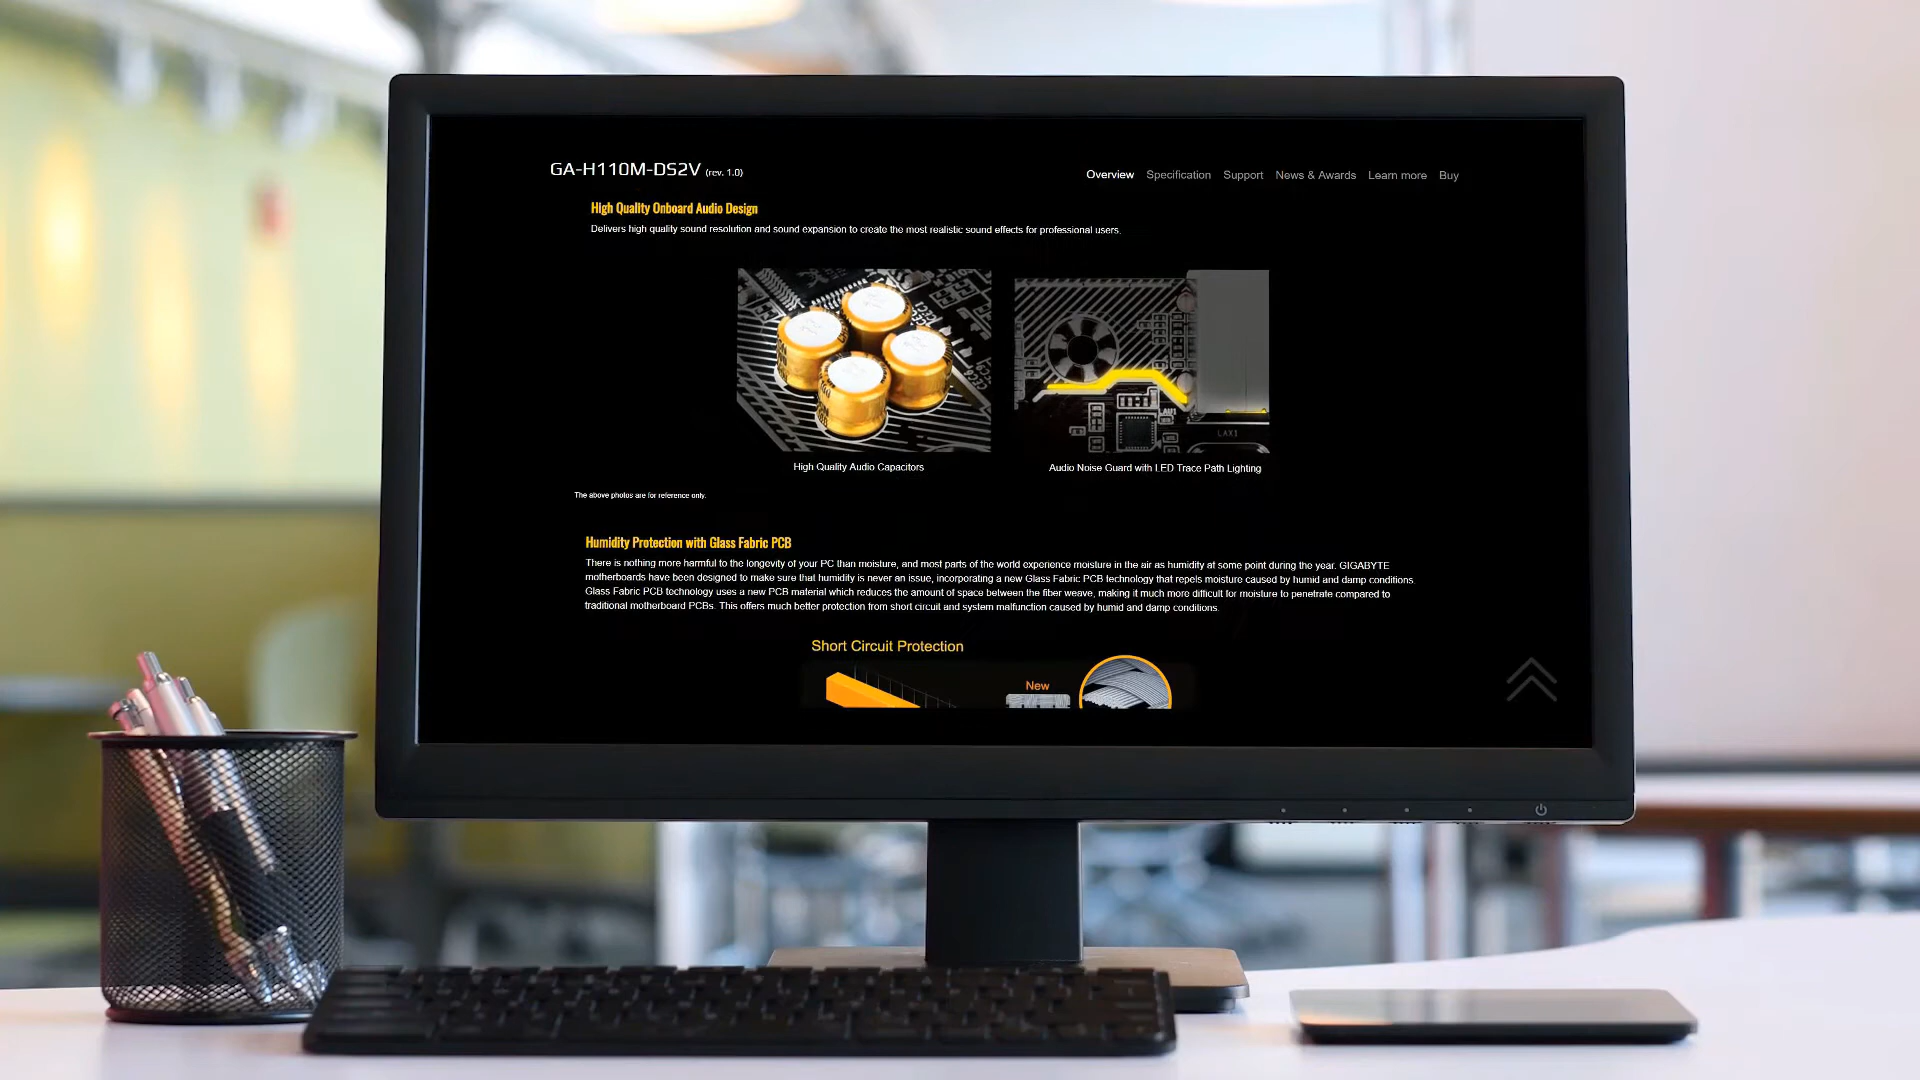 GA-H110M-DS2V (rev. 1.0)
Overview Specification Support News & Awards Learn more Buy
High Quality Onboard Audio Design
Delivers high quality sound resolution and sound expansion to create the most realistic sound effects for professional users.
LAX1
High Quality Audio Capacitors
Audio Noise Guard with LED Trace Path Lighting
The above photos are for reference only.
Humidity Protection with Glass Fabric PCB
There is nothing more harmful to the longevity of your PC than moisture, and most parts of the world experience moisture in the air as humidity at some point during the year. GIGABYTE
motherboards have been designed to make sure that humidity is never an issue, incorporating a new Glass Fabric PCB technology that repels moisture caused by humid and damp conditions.
Glass Fabric PCB technology uses a new PCB material which reduces the amount of space between the fiber weave, making it much more difficult for moisture to penetrate compared to
traditional motherboard PCBs. This offers much better protection from short circuit and system malfunction caused by humid and damp conditions.
Short Circuit Protection
New